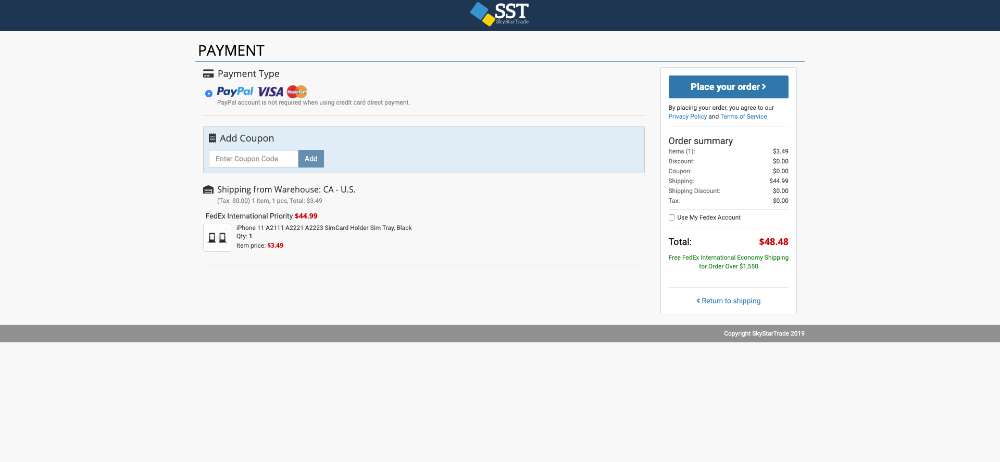 SST
SkyStarTrade
PAYMENT
Payment Type
PayPal VISA MasterCard
PayPal account is not required when using credit card direct payment.
Add Coupon
Enter Coupon Code Add
Shipping from Warehouse: CA - U.S.
(Tax: $0.00) 1 item, 1 pcs, Total: $3.49
FedEx International Priority $44.99
iPhone 11 A2111 A2221 A2223 SimCard Holder Sim Tray, Black
Qty: 1
Item price: $3.49
Place your order
By placing your order, you agree to our
Privacy Policy and Terms of Service
Order summary
Items (1): $3.49
Discount: $0.00
Coupon: $0.00
Shipping: $44.99
Shipping Discount: $0.00
Tax: $0.00
Use My Fedex Account
Total: $48.48
Free FedEx International Economy Shipping
for Order Over $1,550
Return to shipping
Copyright SkyStarTrade 2019